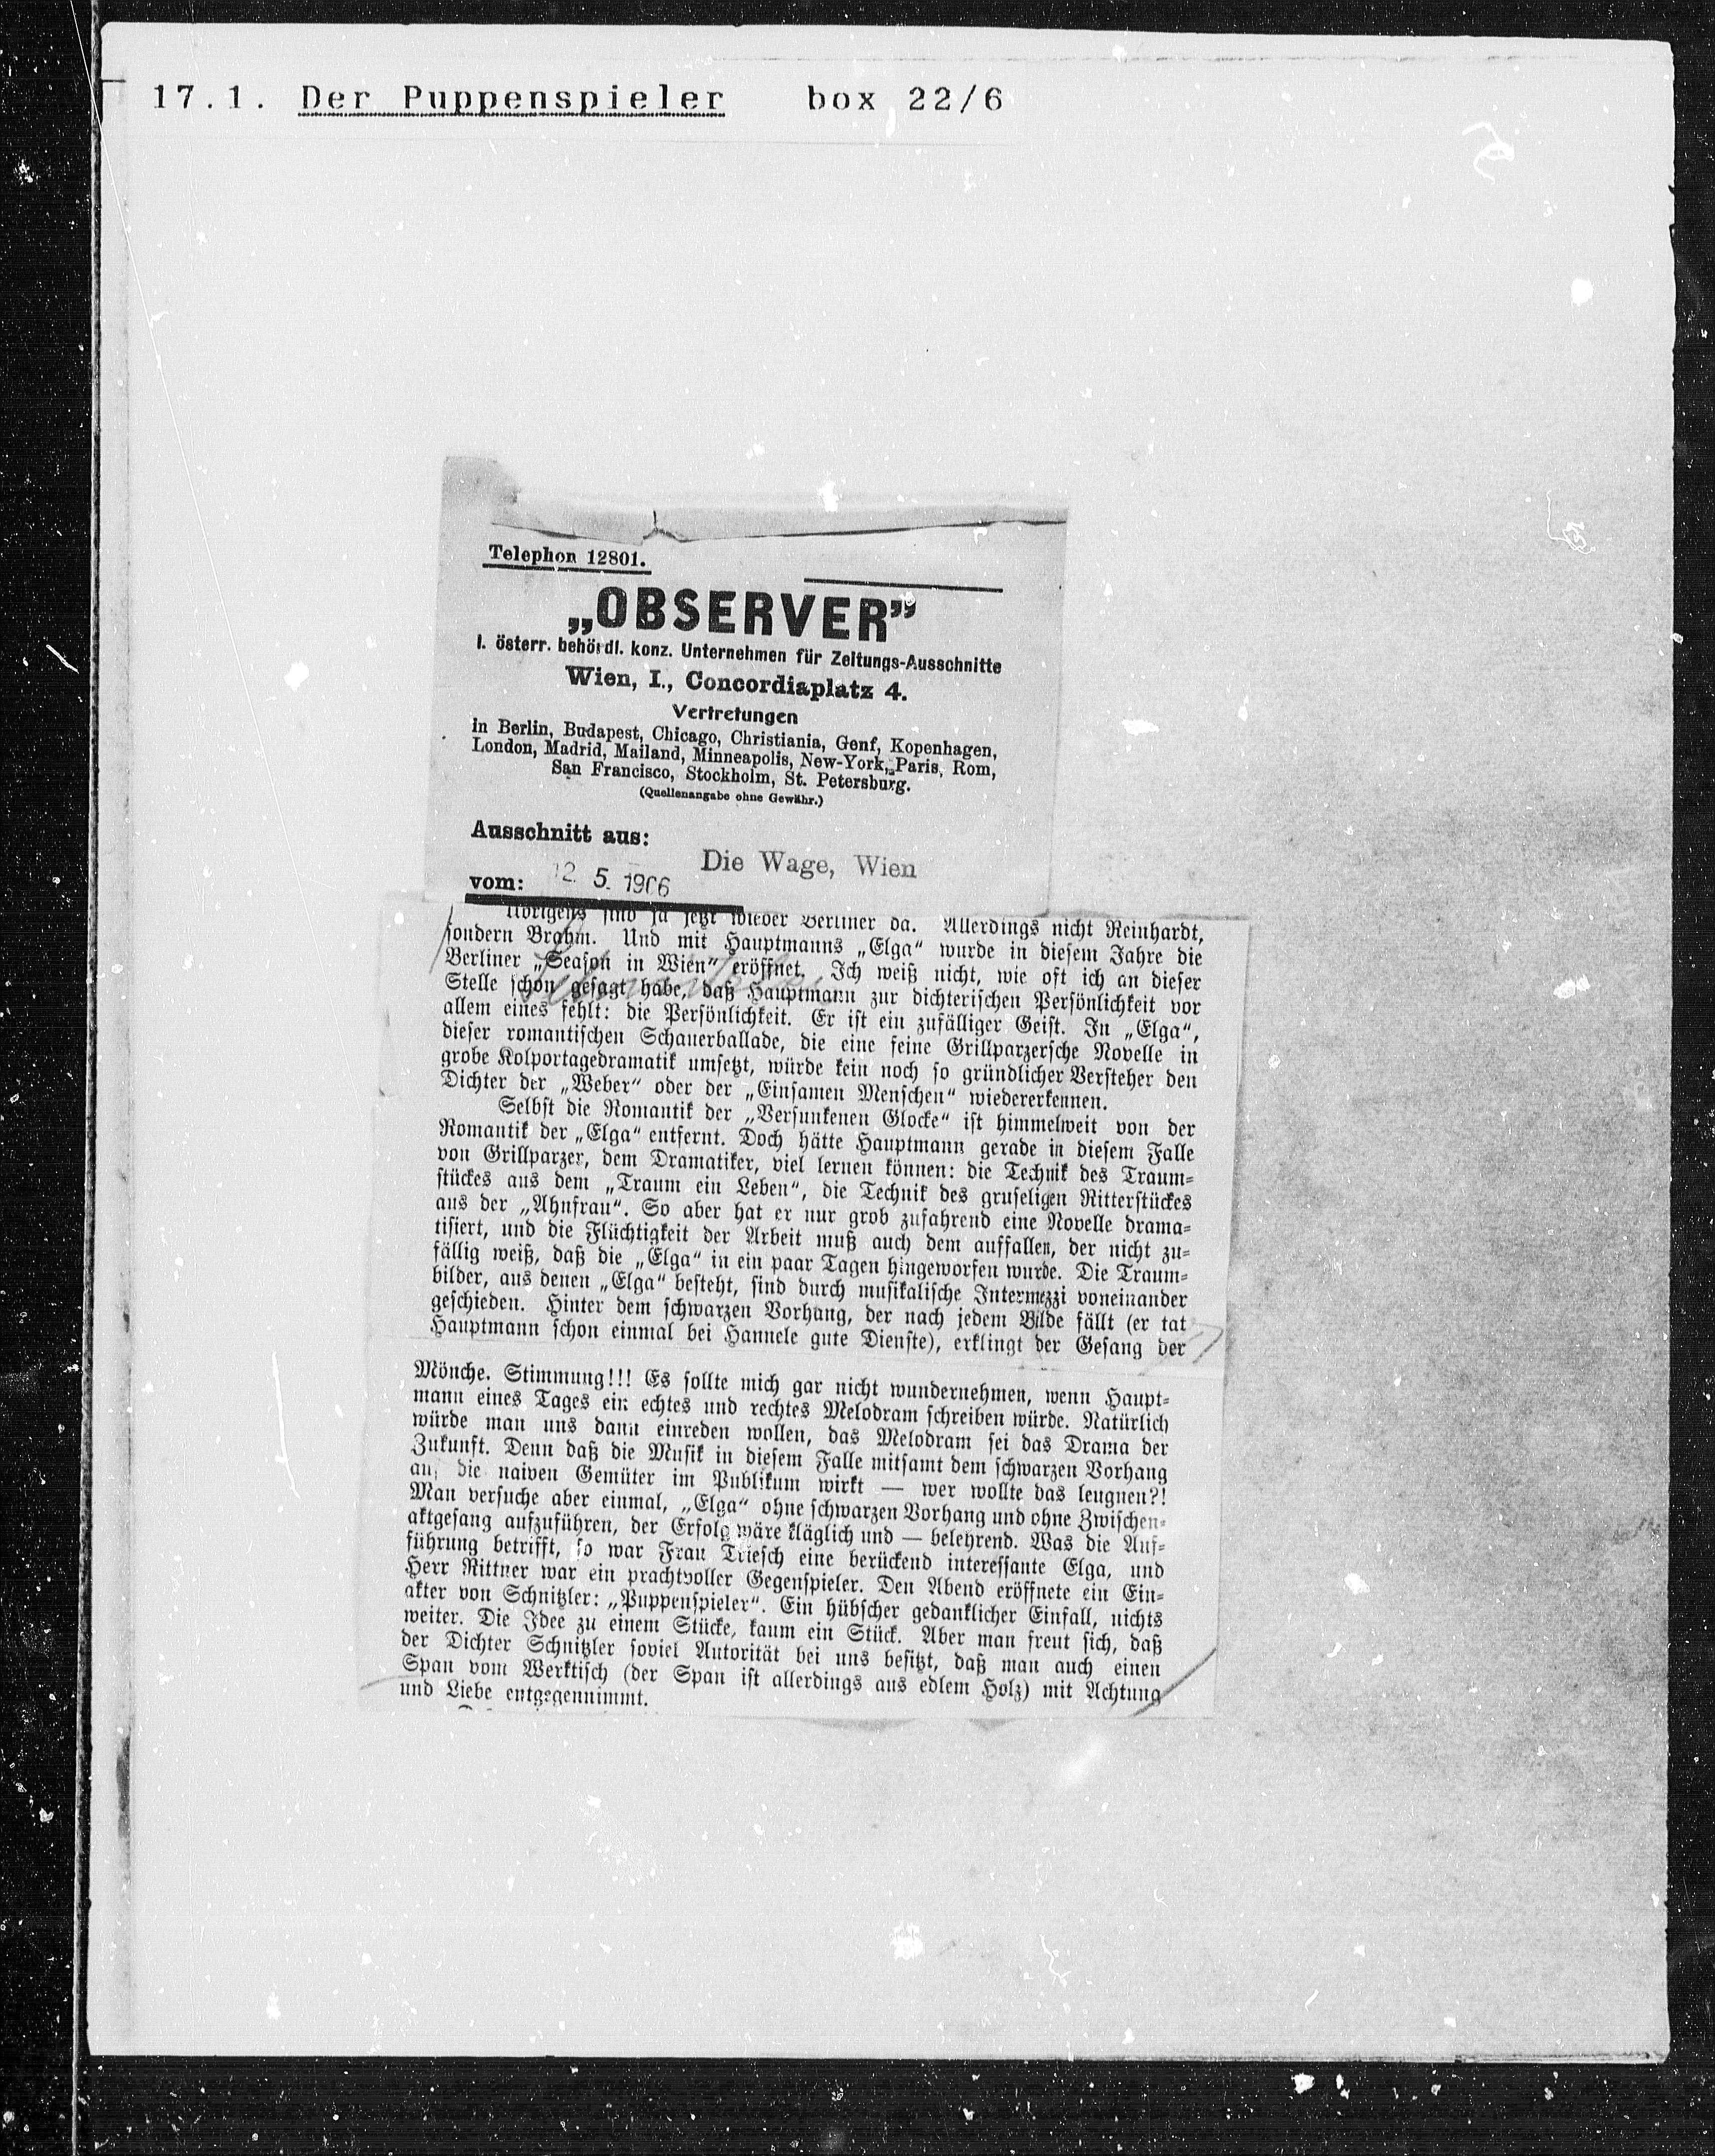 17.1. Der Puppenspieler box 22/6
Telephon 12801.
„OBSERVER”
I. österr. behördl. konz. Unternehmen für Zeitungs-Ausschnitte
Wien, I., Concordiaplatz 4.
Vertretungen
in Berlin, Budapest, Chicago, Christiania, Genf, Kopenhagen,
London, Madrid, Mailand, Minneapolis, New-York, Paris, Rom,
San Francisco, Stockholm, St. Petersburg.
(Quellenangabe ohne Gewähr.)
Ausschnitt aus:
Die Wage, Wien
vom: 12. 5. 1906
Übrigens sind ja jetzt wieder Berliner da. Allerdings nicht Reinhardt,
sondern Brahm. Und mit Hauptmanns „Elga“ wurde in diesem Jahre die
Berliner „Season in Wien“ eröffnet. Ich weiß nicht, wie oft ich an dieser
Stelle schon gesagt habe, daß Hauptmann zur dichterischen Persönlichkeit vor
allem eines fehlt: die Persönlichkeit. Er ist ein zufälliger Geist. In „Elga“,
dieser romantischen Schauerballade, die eine feine Grillparzersche Novelle in
grobe Kolportagedramatik umsetzt, würde kein noch so gründlicher Versteher den
Dichter der „Weber“ oder der „Einsamen Menschen“ wiedererkennen.
Selbst die Romantik der „Versunkenen Glocke“ ist himmelweit von der
Romantik der „Elga“ entfernt. Doch hätte Hauptmann gerade in diesem Falle
von Grillparzer, dem Dramatiker, viel lernen können: die Technik des Traum-
stückes aus dem „Traum ein Leben“, die Technik des gruseligen Ritterstückes
aus der „Ahnfrau“. So aber hat er nur grob zufahrend eine Novelle drama-
tisiert, und die Flüchtigkeit der Arbeit muß auch dem auffallen, der nicht zu-
fällig weiß, daß die „Elga“ in ein paar Tagen hingeworfen wurde. Die Traum-
bilder, aus denen „Elga“ besteht, sind durch musikalische Intermezzi voneinander
geschieden. Hinter dem schwarzen Vorhang, der nach jedem Bilde fällt (er tat
Hauptmann schon einmal bei Hannele gute Dienste), erklingt der Gesang der
Mönche. Stimmung!!! Es sollte mich gar nicht wundernehmen, wenn Haupt-
mann eines Tages ein echtes und rechtes Melodram schreiben würde. Natürlich
würde man uns dann einreden wollen, das Melodram sei das Drama der
Zukunft. Denn daß die Musik in diesem Falle mitsamt dem schwarzen Vorhang
auf die naiven Gemüter im Publikum wirkt — wer wollte das leugnen?!
Man versuche aber einmal, „Elga“ ohne schwarzen Vorhang und ohne Zwischen-
aktgesang aufzuführen, der Erfolg wäre kläglich und — belehrend. Was die Auf-
führung betrifft, so war Frau Triesch eine berückend interessante Elga, und
Herr Rittner war ein prachtvoller Gegenspieler. Den Abend eröffnete ein Ein-
akter von Schnitzler: „Puppenspieler“. Ein hübscher gedanklicher Einfall, nichts
weiter. Die Idee zu einem Stücke, kaum ein Stück. Aber man freut sich, daß
der Dichter Schnitzler soviel Autorität bei uns besitzt, daß man auch einen
Span vom Werktisch (der Span ist allerdings aus edlem Holz) mit Achtung
und Liebe entgegennimmt.